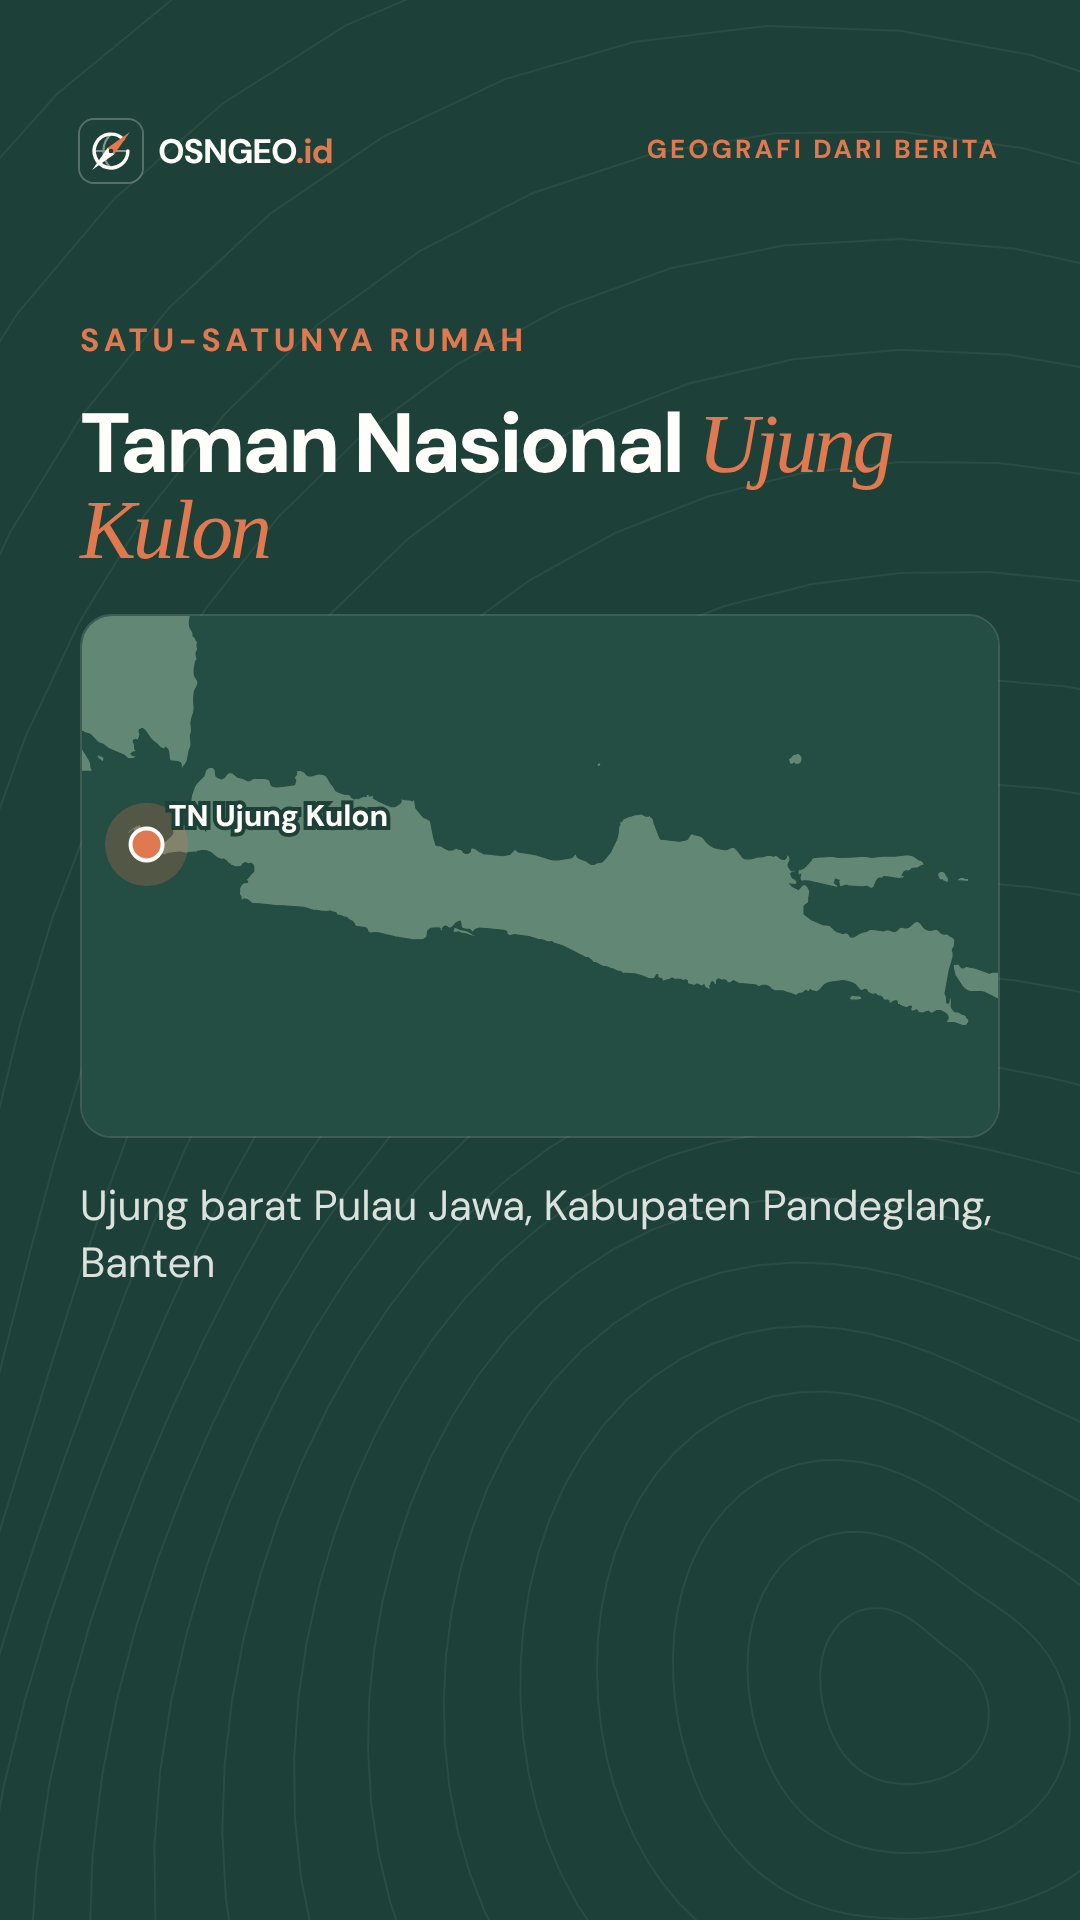 OSNGEO.id
GEOGRAFI DARI BERITA
SATU-SATUNYA RUMAH
Taman Nasional Ujung
Kulon
TN Ujung Kulon
Ujung barat Pulau Jawa, Kabupaten Pandeglang,
Banten